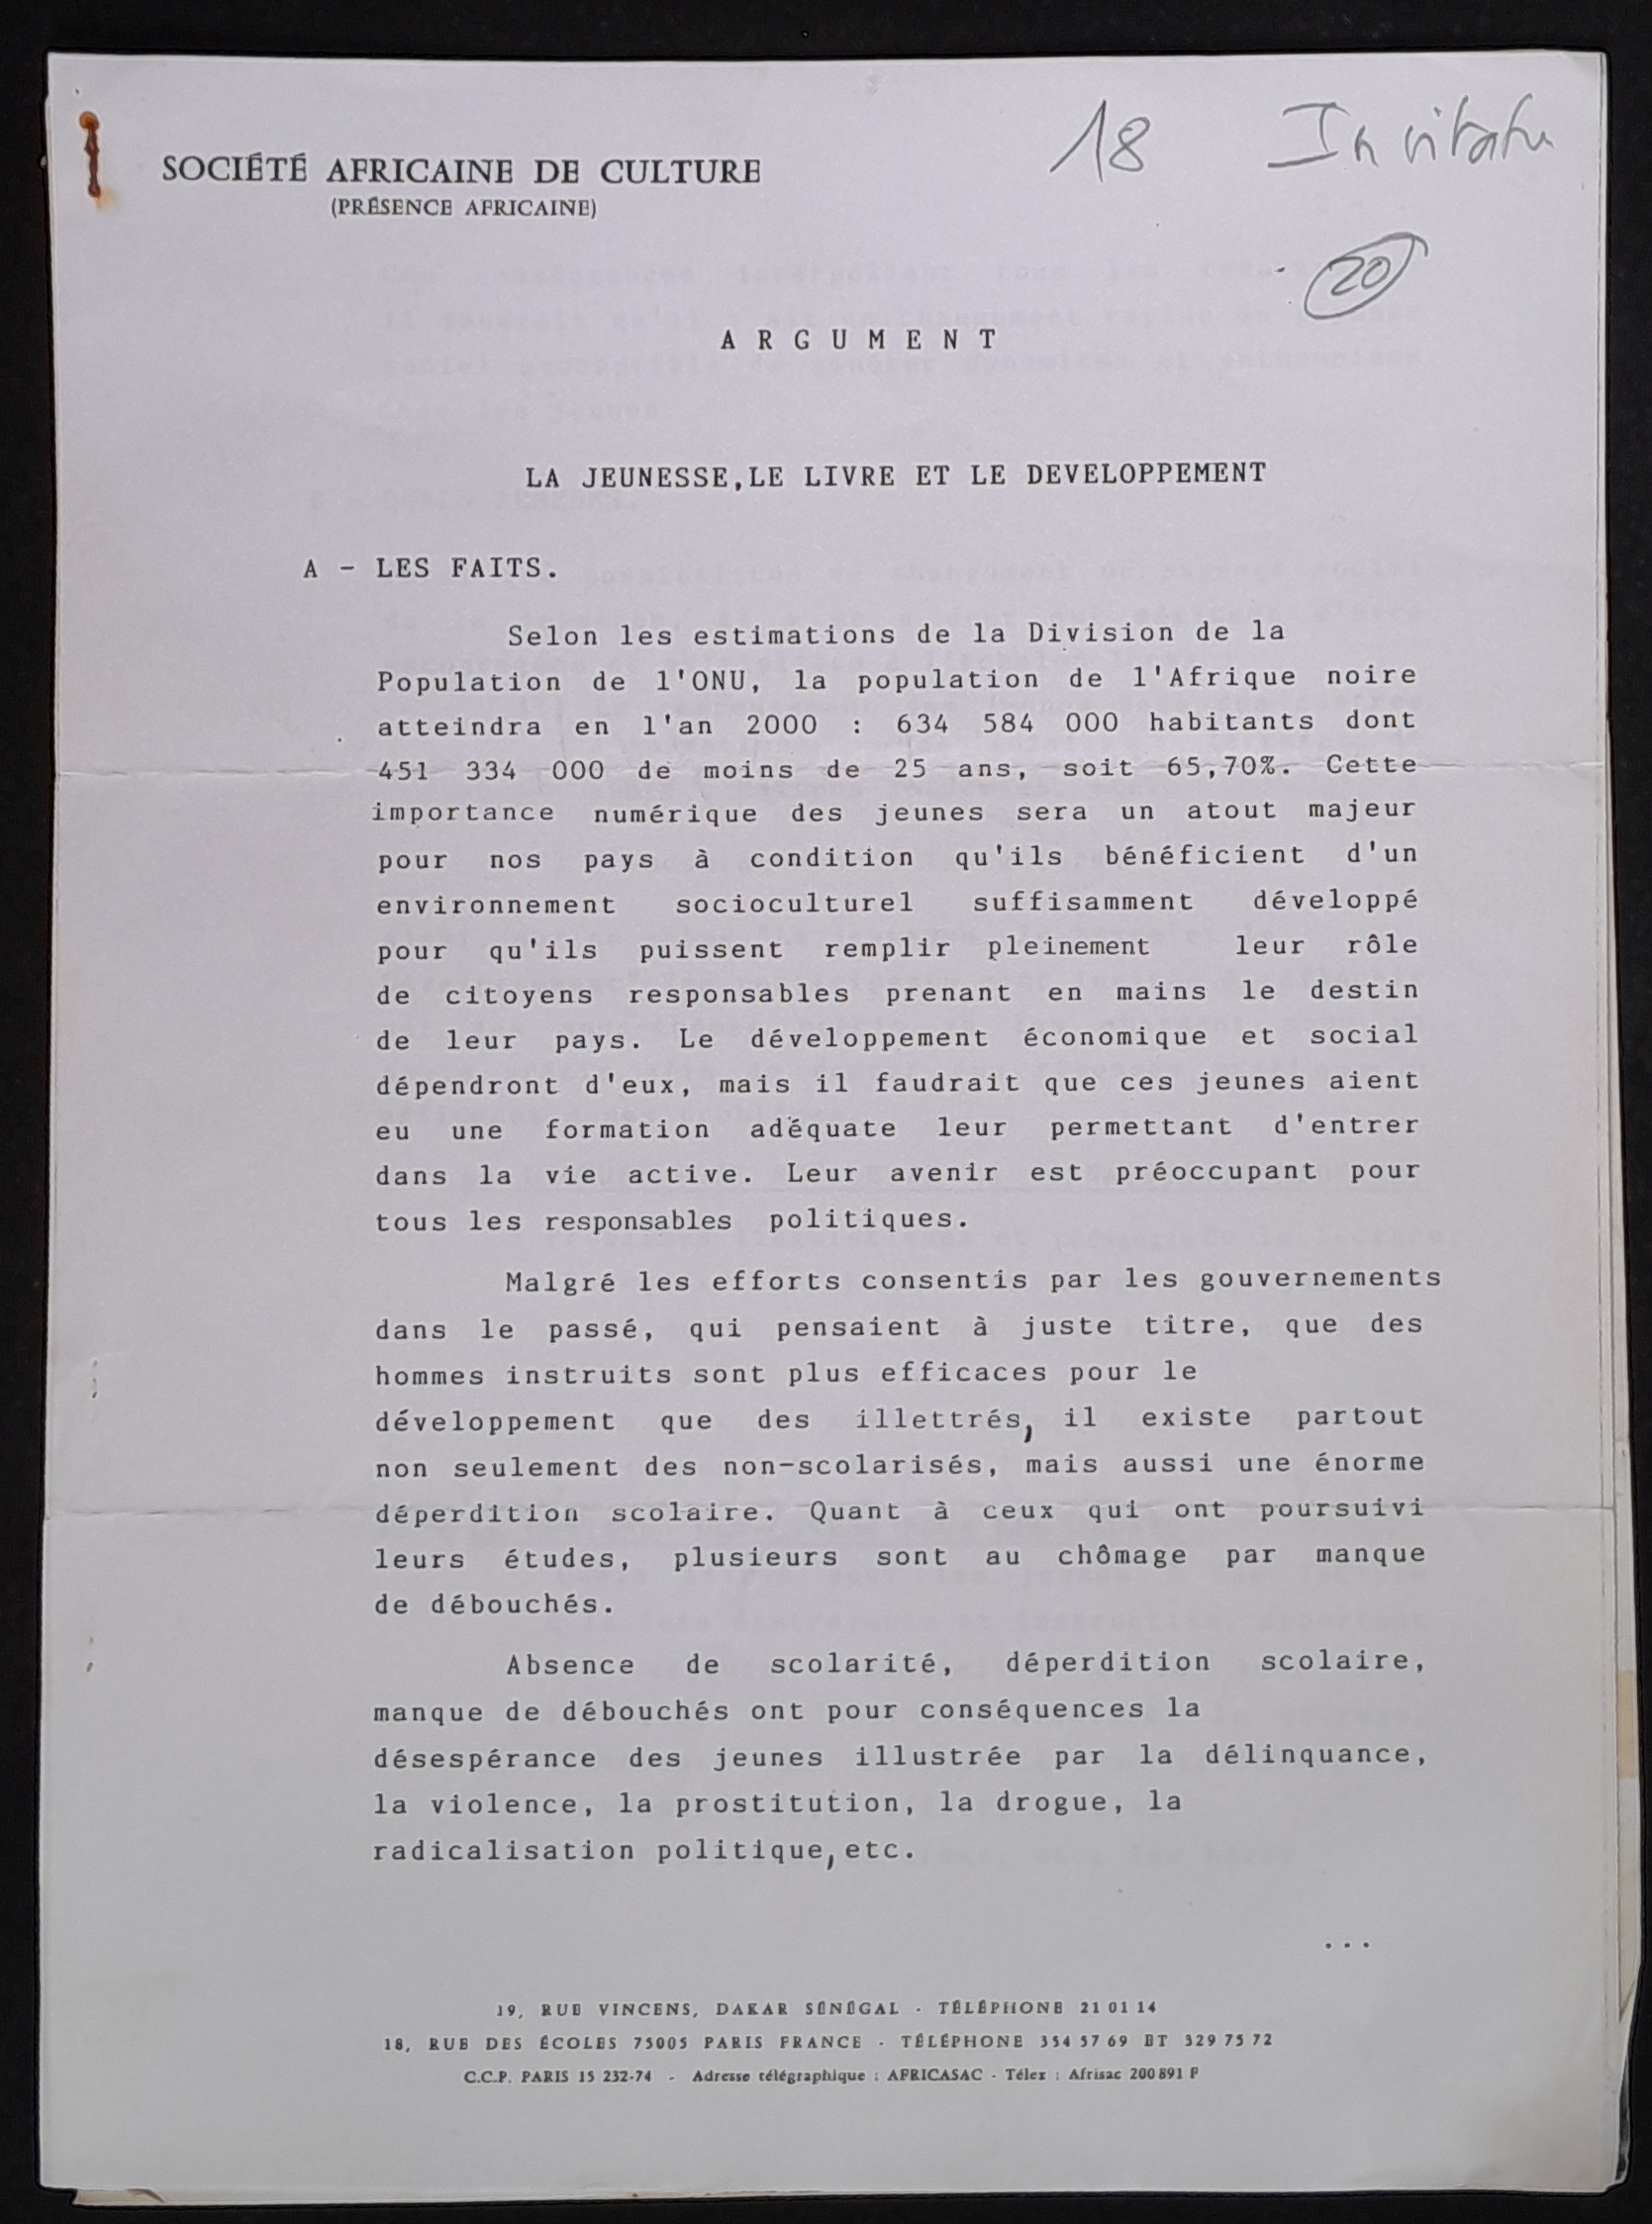 18
SOCIÉTÉ AFRICAINE DE CULTURE
(PRÉSENCE AFRICAINE)
20
ARGUMENT
LA JEUNESSE, LE LIVRE ET LE DEVELOPPEMENT
A - LES FAITS.
Selon les estimations de la Division de la
Population de l'ONU, la population de l'Afrique noire
atteindra en l'an 2000 : 634 584 000 habitants dont
451 334 000 de moins de 25 ans, soit 65,70%. Cette
importance numérique des jeunes sera un atout majeur
pour nos pays à condition qu'ils bénéficient d'un
environnement socioculturel suffisamment développé
pour qu'ils puissent remplir pleinement leur rôle
de citoyens responsables prenant en mains le destin
de leur pays. Le développement économique et social
dépendront d'eux, mais il faudrait que ces jeunes aient
eu une formation adéquate leur permettant d'entrer
dans la vie active. Leur avenir est préoccupant pour
tous les responsables politiques.
Malgré les efforts consentis par les gouvernements
dans le passé, qui pensaient à juste titre, que des
hommes instruits sont plus efficaces pour le
développement que des illettrés, il existe partout
non seulement des non-scolarisés, mais aussi une énorme
déperdition scolaire. Quant à ceux qui ont poursuivi
leurs études, plusieurs sont au chômage par manque
de débouchés.
Absence de scolarité, déperdition scolaire,
manque de débouchés ont pour conséquences la
désespérance des jeunes illustrée par la délinquance,
la violence, la prostitution, la drogue, la
radicalisation politique, etc.
...
19, RUE VINCENS, DAKAR SÉNÉGAL - TÉLÉPHONE 21 01 14
18, RUE DES ÉCOLES 75005 PARIS FRANCE - TÉLÉPHONE 354 57 69 ET 329 75 72
C.C.P. PARIS 15 232-74 - Adresse télégraphique : AFRICASAC - Télex : Afrisac 200 891 F